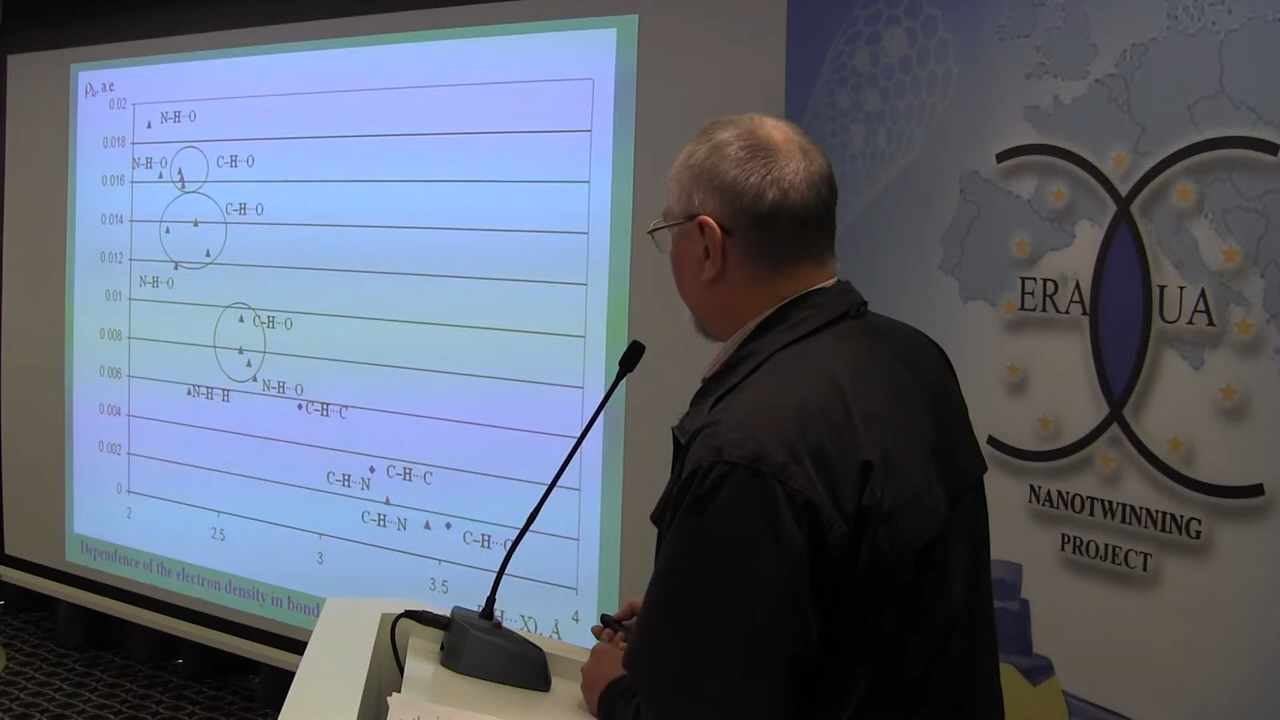 ρb, a.e.
0.02
N–H···O
0.018
N–H···O
C–H···O
0.016
C–H···O
0.014
0.012
N–H···O
0.01
C–H···O
0.008
0.006
N–H···H
N–H···O
C–H···C
0.004
0.002
C–H···C
C–H···N
0
C–H···N
2
2.5
3
3.5
4
Dependence of the electron density in bond
X), Å
ERA UA
NANOTWINNING
PROJECT